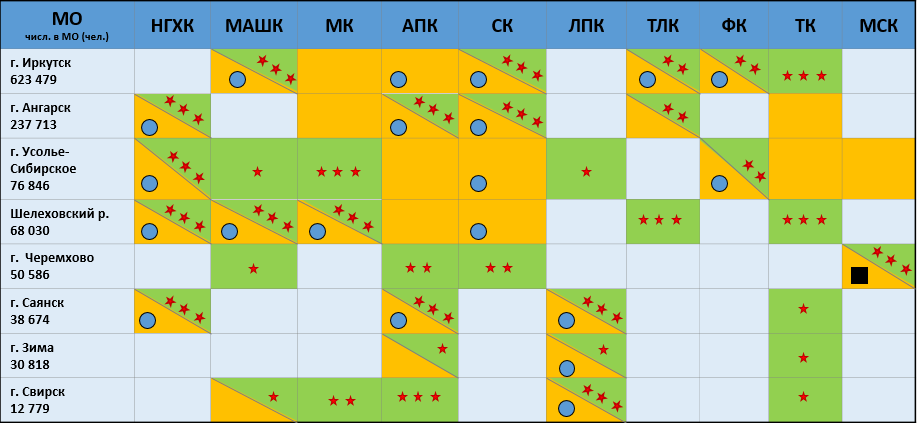 МО НГХК МАШК МК АПК СК ЛПК ТЛК ФК ТК МСК
числ. в МО (чел.)
г. Иркутск
623 479
г. Ангарск
237 713
г. Усолье-
Сибирское
76 846
Шелеховский р.
68 030
г. Черемхово
50 586
г. Саянск
38 674
г. Зима
30 818
г. Свирск
12 779